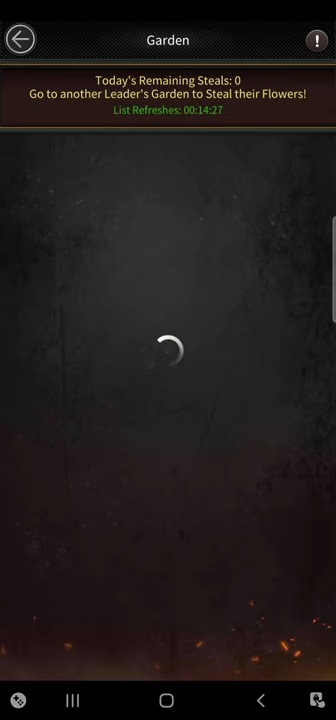 Garden
Today's Remaining Steals: 0
Go to another Leader's Garden to Steal their Flowers!
List Refreshes: 00:14:27